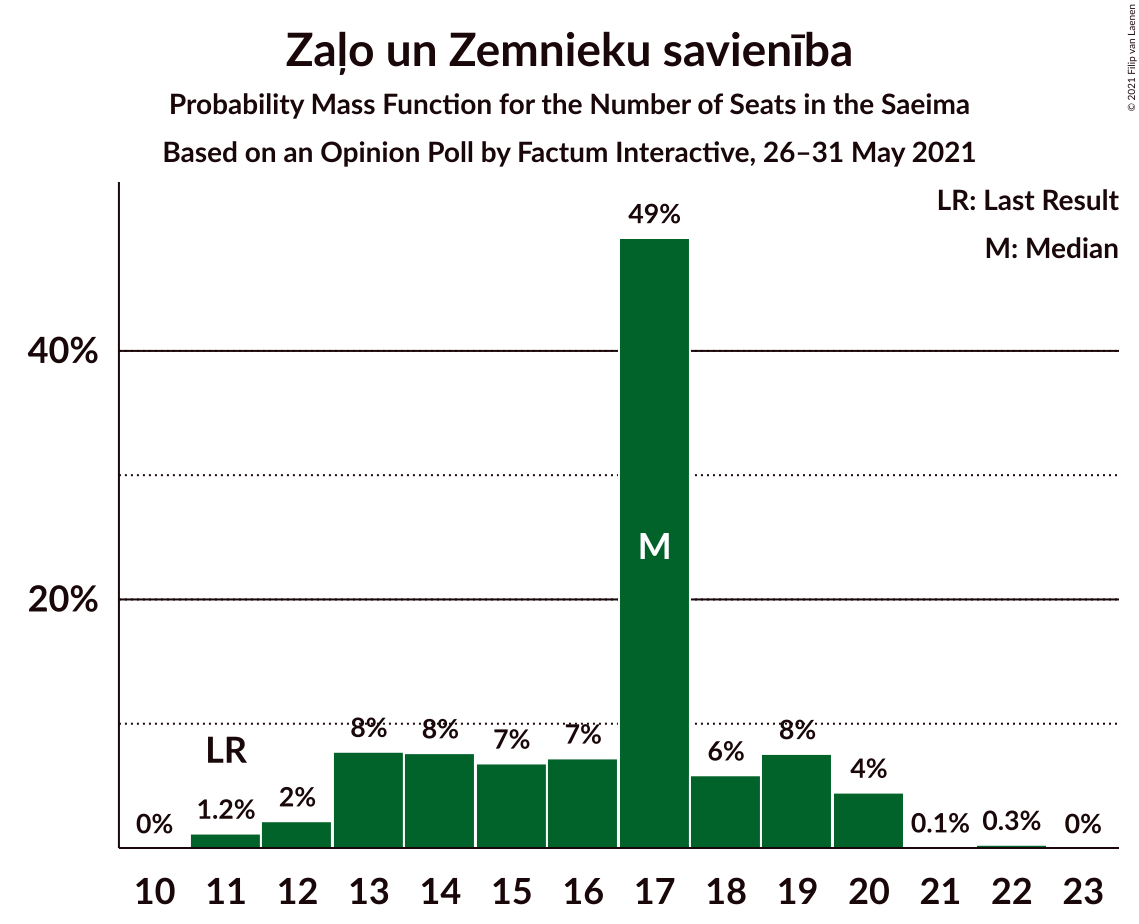 Zaļo un Zemnieku savienība
Probability Mass Function for the Number of Seats in the Saeima
Based on an Opinion Poll by Factum Interactive, 26–31 May 2021
© 2021 Filip van Laenen
LR: Last Result
M: Median
49%
40%
M
20%
8%
8%
7%
7%
6%
8%
4%
LR
0%
1.2%
2%
0.1%
0.3%
0%
10 11 12 13 14 15 16 17 18 19 20 21 22 23